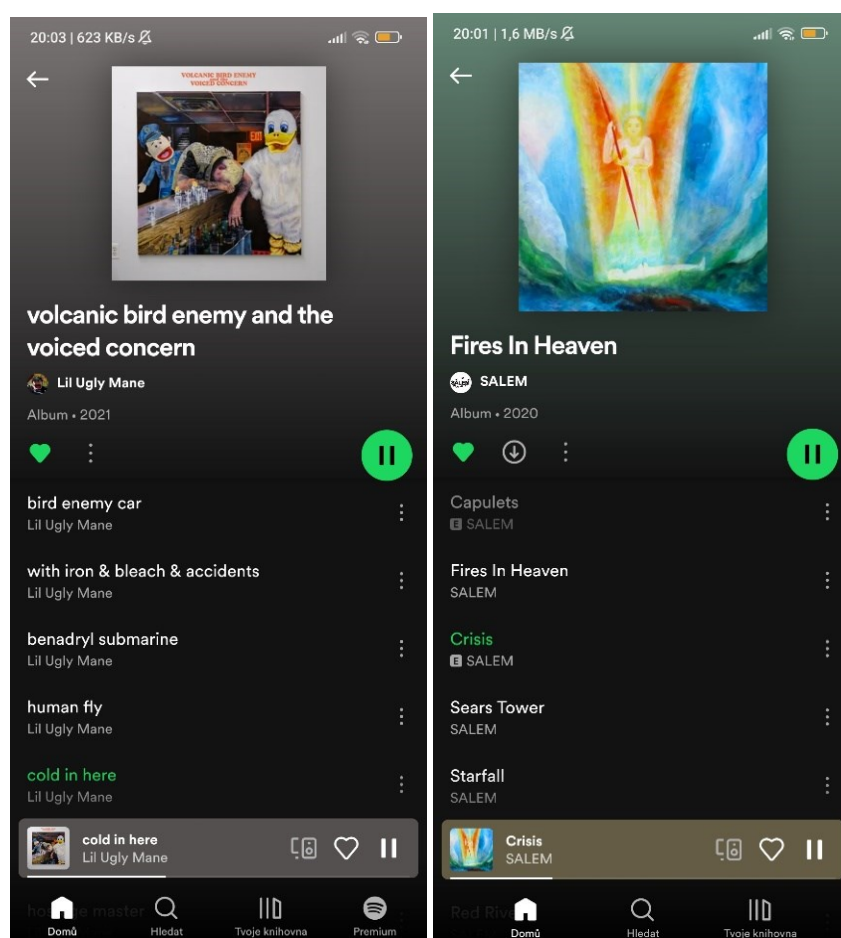 20:03 | 623 KB/s
VOLCANIC BIRD ENEMY
and the
VOICED CONCERN
EXIT
volcanic bird enemy and the
voiced concern
Lil Ugly Mane
Album • 2021
bird enemy car
Lil Ugly Mane
with iron & bleach & accidents
Lil Ugly Mane
benadryl submarine
Lil Ugly Mane
human fly
Lil Ugly Mane
cold in here
Lil Ugly Mane
cold in here
Lil Ugly Mane
master
Domů
Hledat
Tvoje knihovna
Premium
20:01 | 1,6 MB/s
Fires In Heaven
SALEM
SALEM
Album • 2020
Capulets
E SALEM
Fires In Heaven
SALEM
Crisis
E SALEM
Sears Tower
SALEM
Starfall
SALEM
Crisis
SALEM
Red
Domů
Hledat
Tvoje knihovna